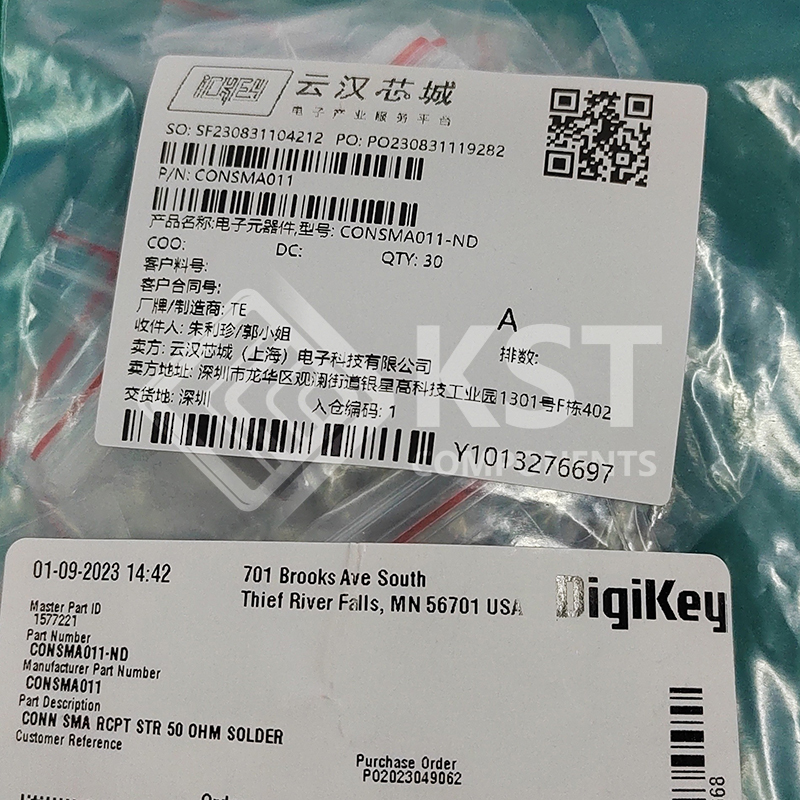 ICKEY 云汉芯城
电子产业服务平台
SO: SF230831104212 PO: PO230831119282
P/N: CONSMA011
产品名称:电子元器件,型号: CONSMA011-ND
COO: DC: QTY: 30
客户料号:
客户合同号:
厂牌/制造商: TE
A
收件人: 朱利珍/郭小姐
排数:
卖方: 云汉芯城（上海）电子科技有限公司
卖方地址: 深圳市龙华区观澜街道银星高科技工业园1301号F栋402
交货地: 深圳 入仓编码: 1
Y1013276697
KST
COMPONENTS
01-09-2023 14:42
701 Brooks Ave South
Thief River Falls, MN 56701 USA
DigiKey
Master Part ID
1577221
Part Number
CONSMA011-ND
Manufacturer Part Number
CONSMA011
Part Description
CONN SMA RCPT STR 50 OHM SOLDER
Customer Reference
Purchase Order
PO2023049062